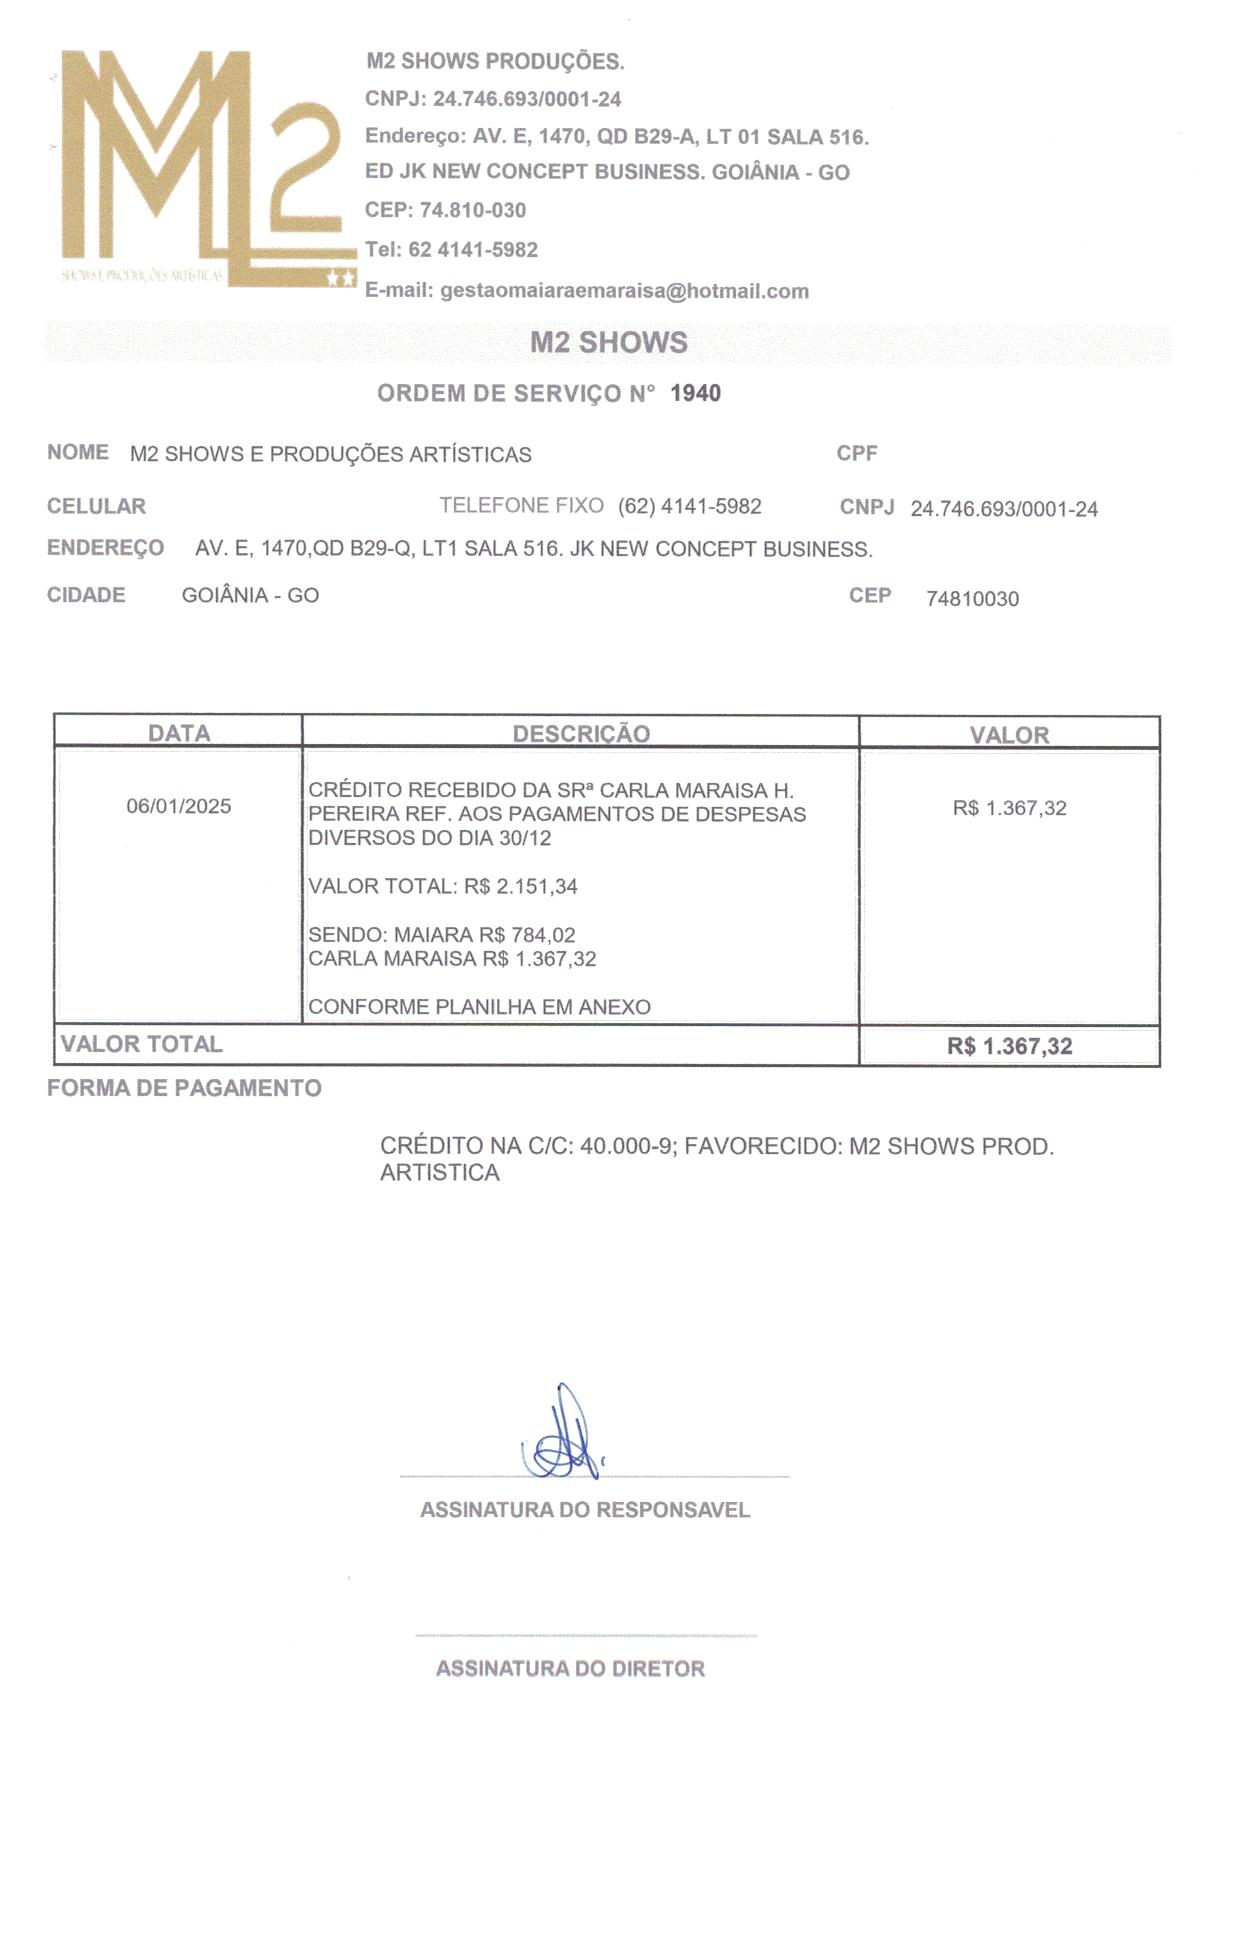 M2 SHOWS PRODUÇÕES.
CNPJ: 24.746.693/0001-24
Endereço: AV. E, 1470, QD B29-A, LT 01 SALA 516.
ED JK NEW CONCEPT BUSINESS. GOIÂNIA - GO
CEP: 74.810-030
Tel: 62 4141-5982
E-mail: gestaomaiaraemaraisa@hotmail.com
M2
SHOWS E PRODUÇÕES ARTÍSTICAS
M2 SHOWS
ORDEM DE SERVIÇO N° 1940
NOME M2 SHOWS E PRODUÇÕES ARTÍSTICAS CPF
CELULAR TELEFONE FIXO (62) 4141-5982 CNPJ 24.746.693/0001-24
ENDEREÇO AV. E, 1470,QD B29-Q, LT1 SALA 516. JK NEW CONCEPT BUSINESS.
CIDADE GOIÂNIA - GO CEP 74810030
DATA DESCRIÇÃO VALOR
06/01/2025 CRÉDITO RECEBIDO DA SRª CARLA MARAISA H. R$ 1.367,32
PEREIRA REF. AOS PAGAMENTOS DE DESPESAS
DIVERSOS DO DIA 30/12
VALOR TOTAL: R$ 2.151,34
SENDO: MAIARA R$ 784,02
CARLA MARAISA R$ 1.367,32
CONFORME PLANILHA EM ANEXO
VALOR TOTAL R$ 1.367,32
FORMA DE PAGAMENTO
CRÉDITO NA C/C: 40.000-9; FAVORECIDO: M2 SHOWS PROD.
ARTISTICA
ASSINATURA DO RESPONSAVEL
ASSINATURA DO DIRETOR